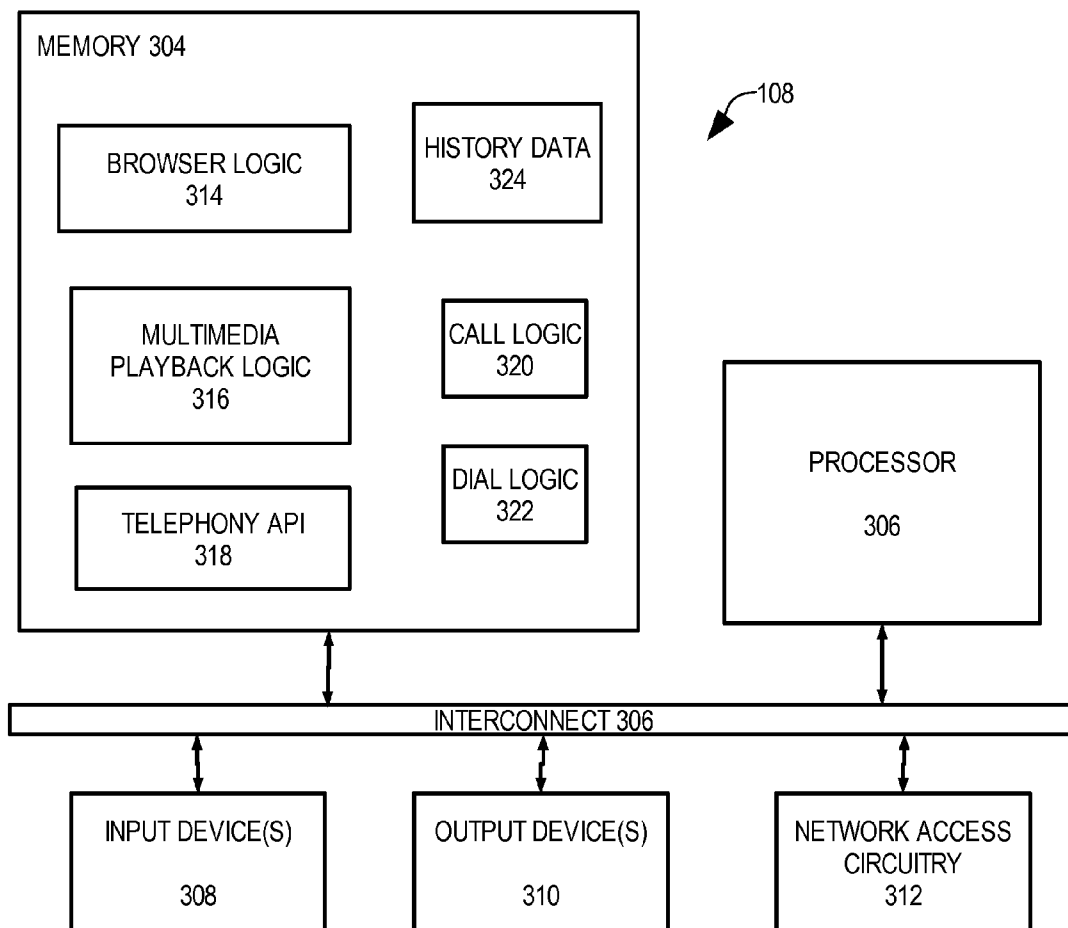 MEMORY 304
108
BROWSER LOGIC
314
HISTORY DATA
324
MULTIMEDIA
PLAYBACK LOGIC
316
CALL LOGIC
320
TELEPHONY API
318
DIAL LOGIC
322
PROCESSOR
306
INTERCONNECT 306
INPUT DEVICE(S)
308
OUTPUT DEVICE(S)
310
NETWORK ACCESS
CIRCUITRY
312